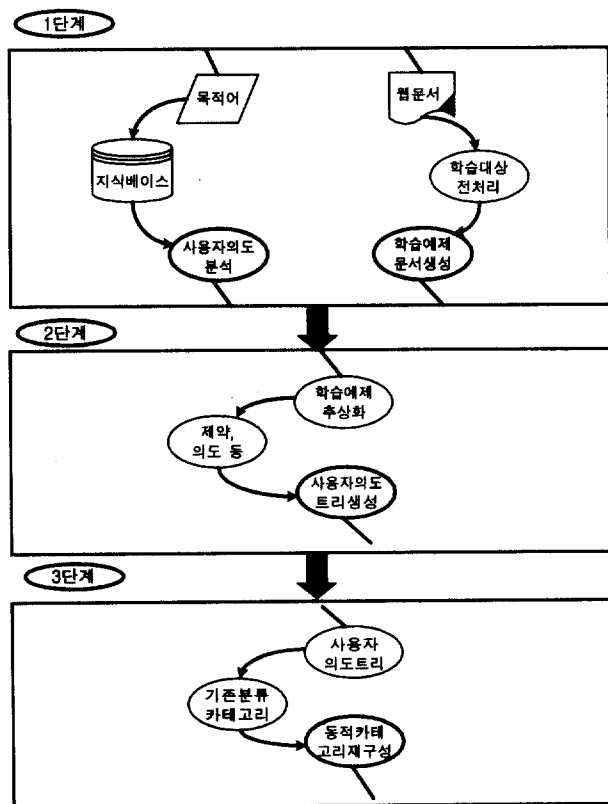 1단계
목적어
웹문서
지식베이스
학습대상
전처리
사용자의도
분석
학습예제
문서생성
2단계
학습예제
추상화
제약,
의도 등
사용자의도
트리생성
3단계
사용자
의도트리
기존분류
카테고리
동적카테
고리재구성